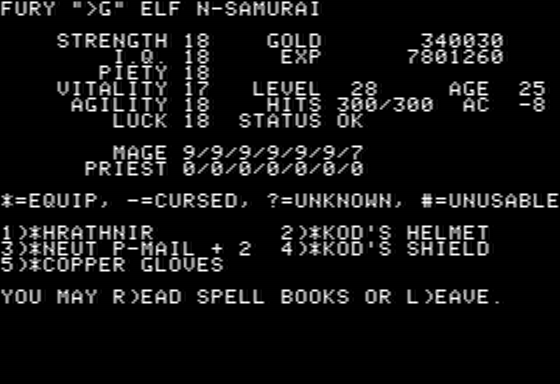 FURY ">G" ELF N-SAMURAI
STRENGTH 18 GOLD 340030
I.Q. 18 EXP 7801260
PIETY 18
VITALITY 17 LEVEL 28 AGE 25
AGILITY 18 HITS 300/300 AC -8
LUCK 18 STATUS OK
MAGE 9/9/9/9/9/9/7
PRIEST 0/0/0/0/0/0/0
*=EQUIP, -=CURSED, ?=UNKNOWN, #=UNUSABLE
1)*HRATHNIR 2)*KOD'S HELMET
3)*NEUT P-MAIL + 2 4)*KOD'S SHIELD
5)*COPPER GLOVES
YOU MAY R)EAD SPELL BOOKS OR L)EAVE.